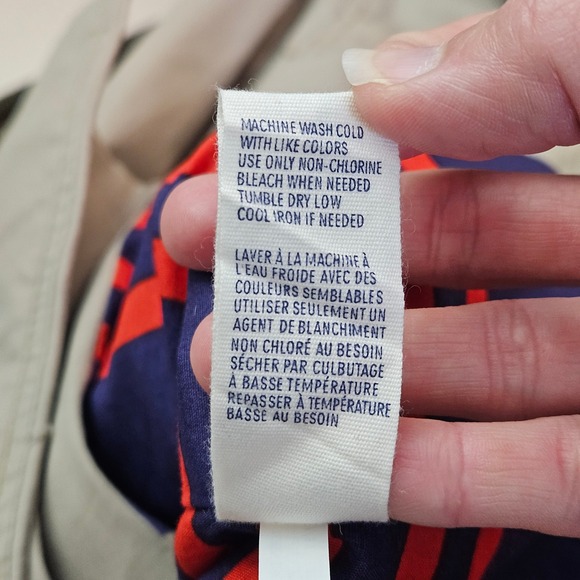 MACHINE WASH COLD
WITH LIKE COLORS
USE ONLY NON-CHLORINE
BLEACH WHEN NEEDED
TUMBLE DRY LOW
COOL IRON IF NEEDED
LAVER À LA MACHINE À
L'EAU FROIDE AVEC DES
COULEURS SEMBLABLES
UTILISER SEULEMENT UN
AGENT DE BLANCHIMENT
NON CHLORÉ AU BESOIN
SÉCHER PAR CULBUTAGE
À BASSE TEMPÉRATURE
REPASSER À TEMPÉRATURE
BASSE AU BESOIN